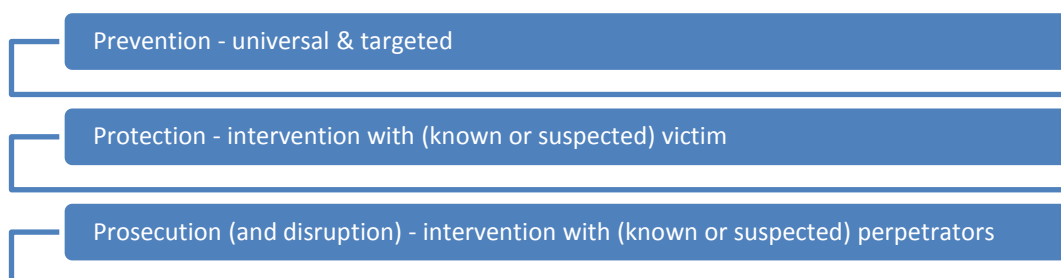 Prevention - universal & targeted
Protection - intervention with (known or suspected) victim
Prosecution (and disruption) - intervention with (known or suspected) perpetrators